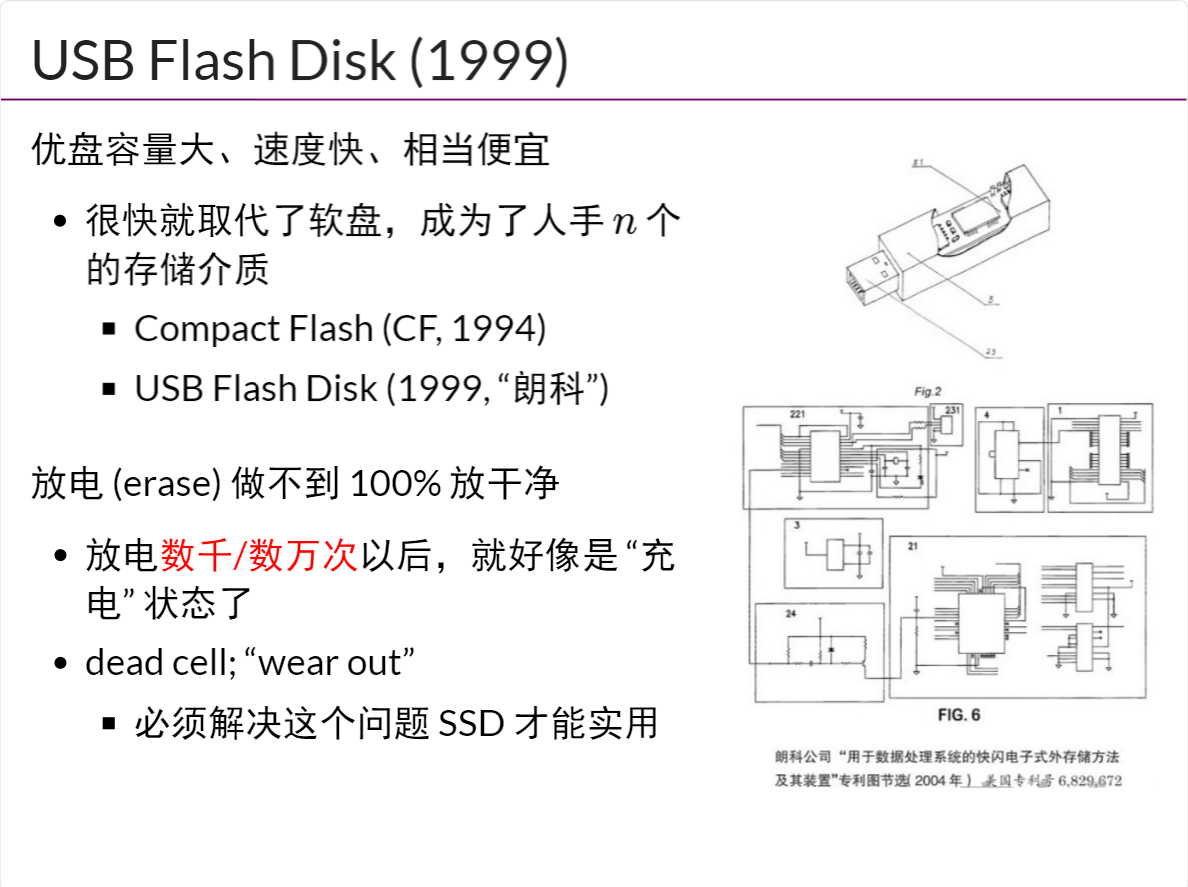 USB Flash Disk (1999)
优盘容量大、速度快、相当便宜
• 很快就取代了软盘，成为了人手 n 个
的存储介质
▪ Compact Flash (CF, 1994)
▪ USB Flash Disk (1999, “朗科”)
放电 (erase) 做不到 100% 放干净
• 放电数千/数万次以后，就好像是 “充
电” 状态了
• dead cell; “wear out”
▪ 必须解决这个问题 SSD 才能实用
51
5
23
Fig.2
221
231
4
1
3
21
24
FIG. 6
朗科公司 “用于数据处理系统的快闪电子式外存储方法
及其装置”专利图节选( 2004 年 ) 美国专利号 6,829,672